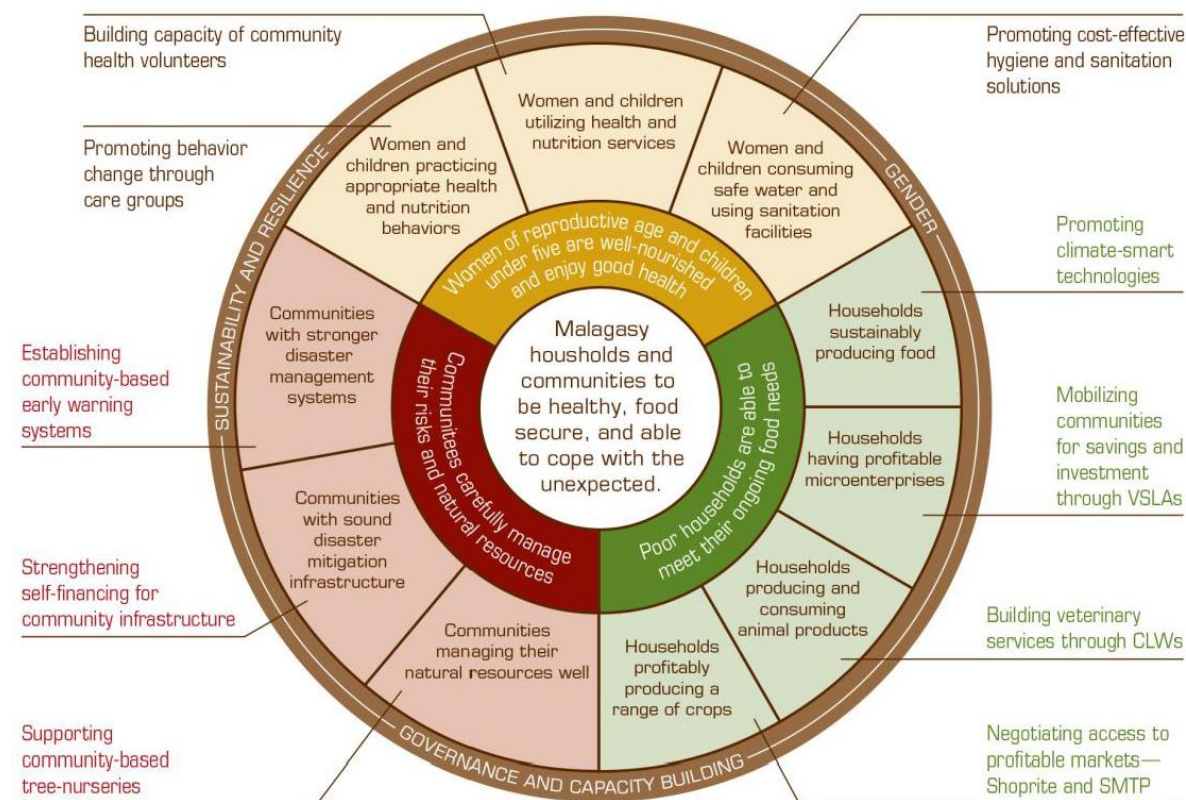 Building capacity of community
health volunteers
Promoting behavior
change through
care groups
Promoting cost-effective
hygiene and sanitation
solutions
SUSTAINABILITY AND RESILIENCE
GENDER
GOVERNANCE AND CAPACITY BUILDING
Women and
children practicing
appropriate health
and nutrition
behaviors
Women and children
utilizing health and
nutrition services
Women and
children consuming
safe water and
using sanitation
facilities
Women of reproductive age and children
under five are well-nourished
and enjoy good health
Malagasy
housholds and
communities to
be healthy, food
secure, and able
to cope with the
unexpected.
Communitees carefully manage
their risks and natural resources
Poor households are able to
meet their ongoing food needs
Communities
with stronger
disaster
management
systems
Communities
with sound
disaster
mitigation
infrastructure
Communities
managing their
natural resources well
Households
sustainably
producing food
Households
having profitable
microenterprises
Households
producing and
consuming
animal products
Households
profitably
producing a
range of crops
Establishing
community-based
early warning
systems
Strengthening
self-financing for
community infrastructure
Supporting
community-based
tree-nurseries
Promoting
climate-smart
technologies
Mobilizing
communities
for savings and
investment
through VSLAs
Building veterinary
services through CLWs
Negotiating access to
profitable markets—
Shoprite and SMTP